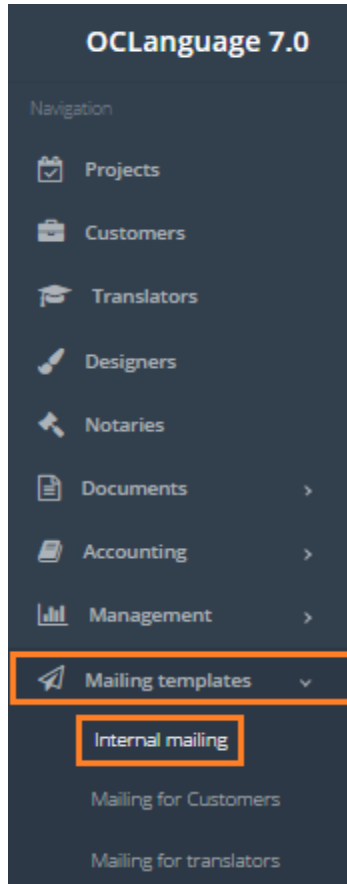 OCLanguage 7.0
Navigation
Projects
Customers
Translators
Designers
Notaries
Documents
Accounting
Management
Mailing templates
Internal mailing
Mailing for Customers
Mailing for translators